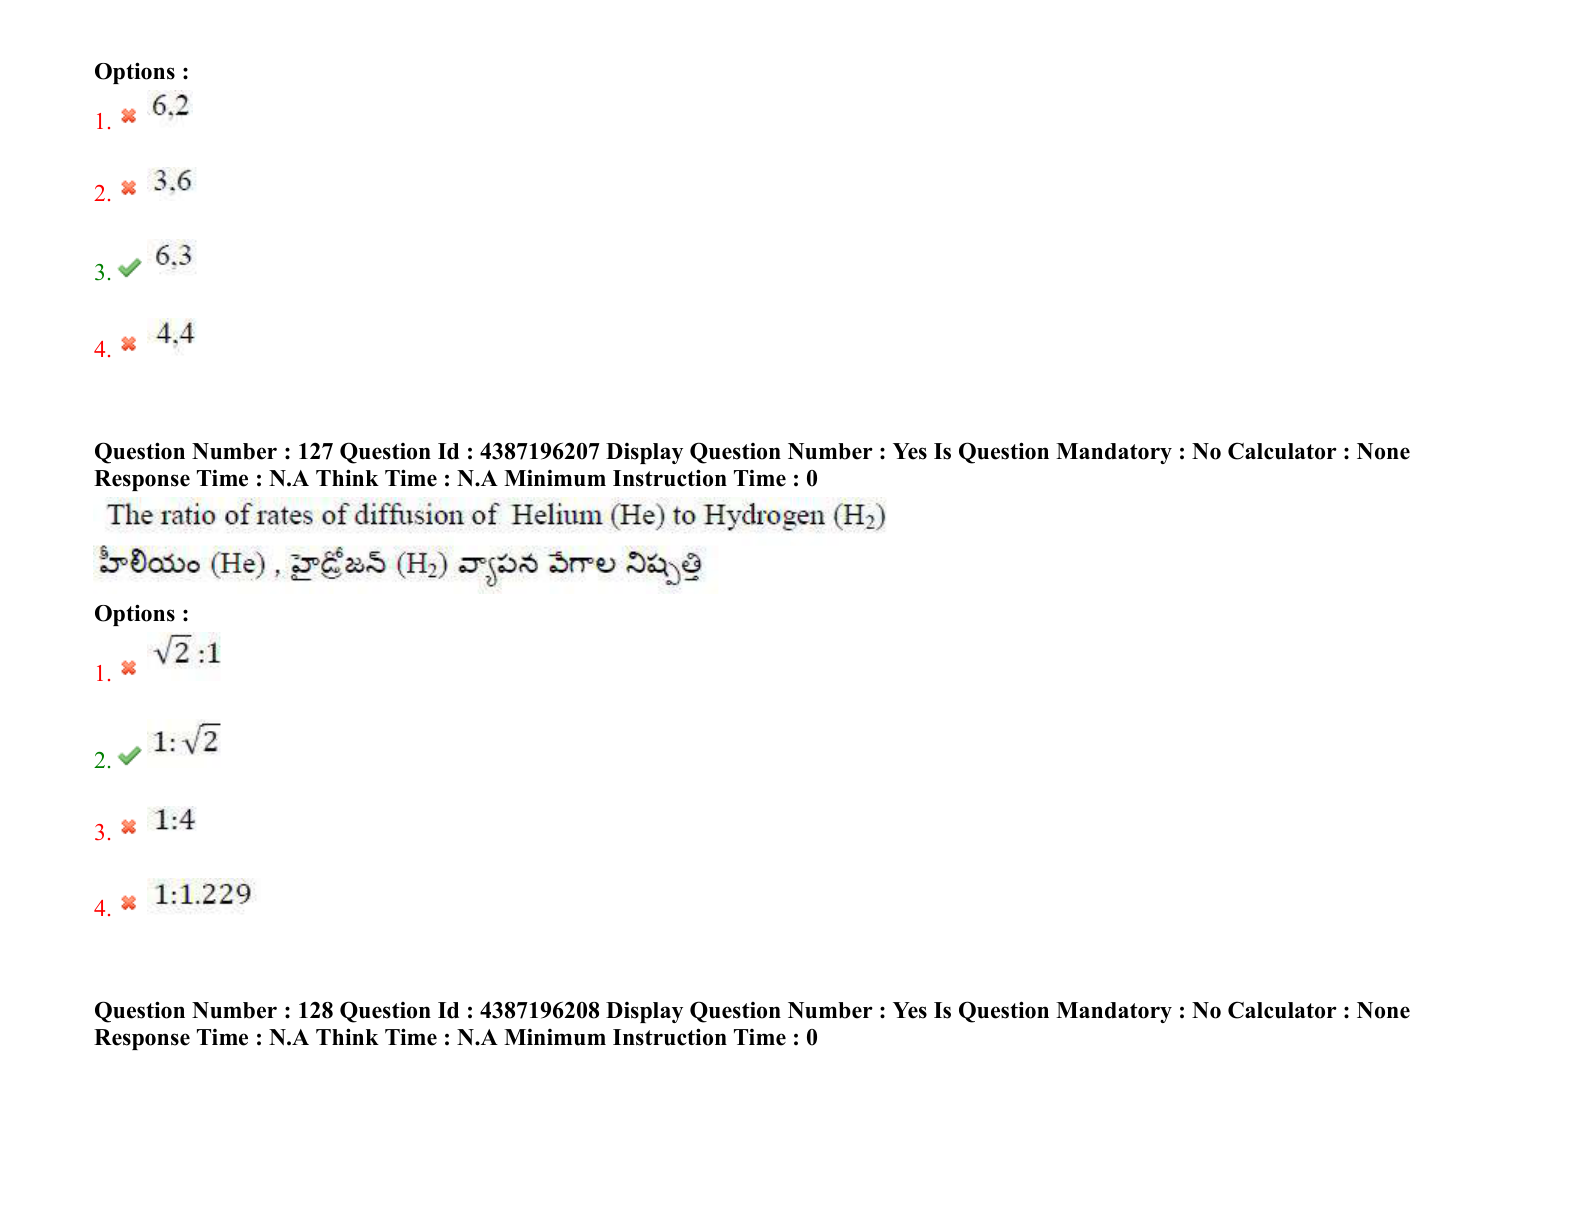 Options :
1. 6,2
2. 3,6
3. 6,3
4. 4,4
Question Number : 127 Question Id : 4387196207 Display Question Number : Yes Is Question Mandatory : No Calculator : None
Response Time : N.A Think Time : N.A Minimum Instruction Time : 0
The ratio of rates of diffusion of Helium (He) to Hydrogen (H₂)
హీలియం (He) , హైడ్రోజన్ (H₂) వ్యాపన వేగాల నిష్పత్తి
Options :
1. √2 :1
2. 1: √2
3. 1:4
4. 1:1.229
Question Number : 128 Question Id : 4387196208 Display Question Number : Yes Is Question Mandatory : No Calculator : None
Response Time : N.A Think Time : N.A Minimum Instruction Time : 0